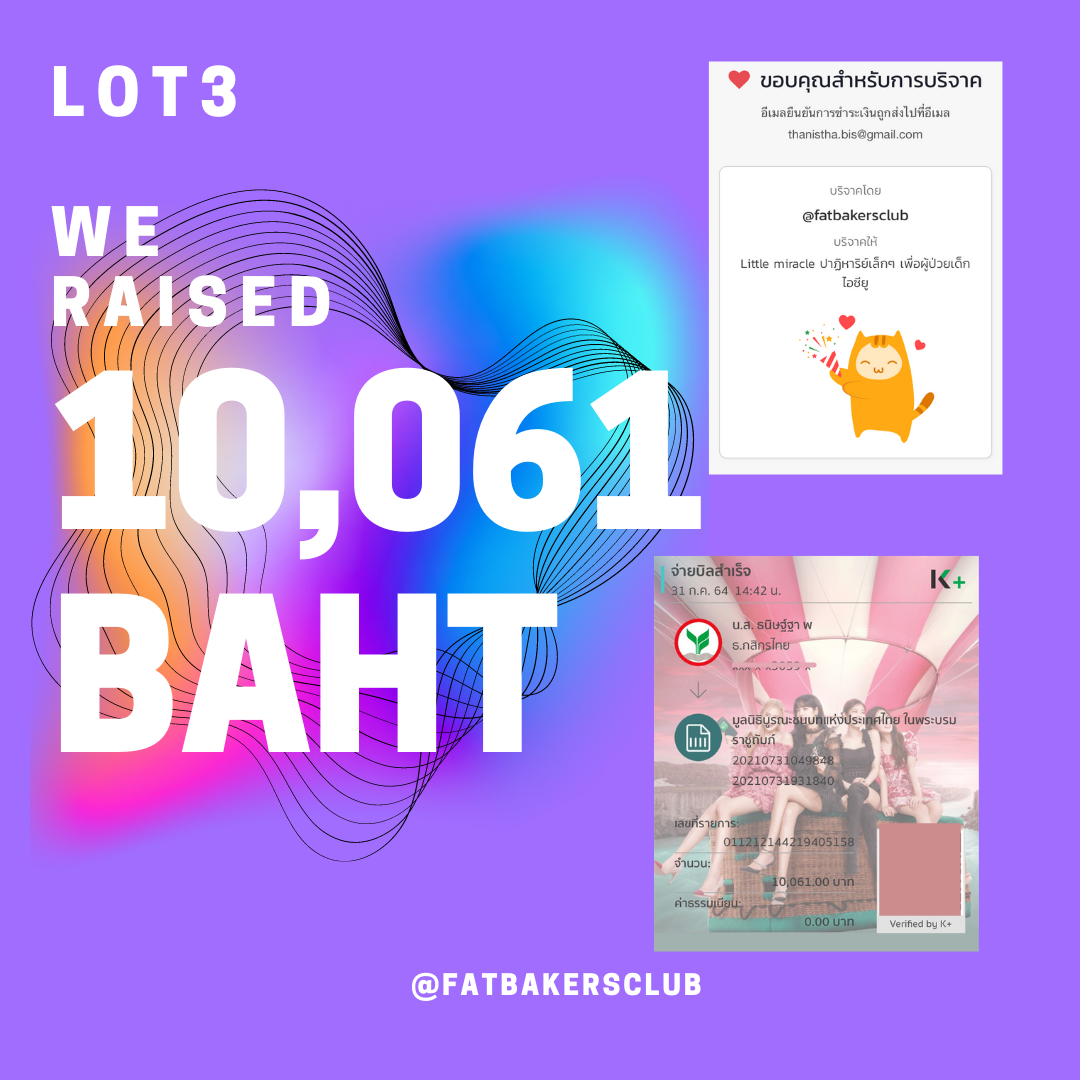 LOT3
WE
RAISED
10,061
BAHT
ขอบคุณสำหรับการบริจาค
อีเมลยืนยันการชำระเงินถูกส่งไปที่อีเมล
thanistha.bis@gmail.com
บริจาคโดย
@fatbakersclub
บริจาคให้
Little miracle ปาฏิหาริย์เล็กๆ เพื่อผู้ป่วยเด็ก
ไอซียู
จ่ายบิลสำเร็จ
31 ก.ค. 64 14:42 น.
K+
น.ส. ธนิษฐ์ฐา พ
ธ.กสิกรไทย
มูลนิธิบูรณะชนบทแห่งประเทศไทย ในพระบรม
ราชูถัมภ์
20210731049848
20210731931840
เลขที่รายการ:
011212144219405158
จำนวน:
10,061.00 บาท
ค่าธรรมเนียม:
0.00 บาท
Verified by K+
@FATBAKERSCLUB